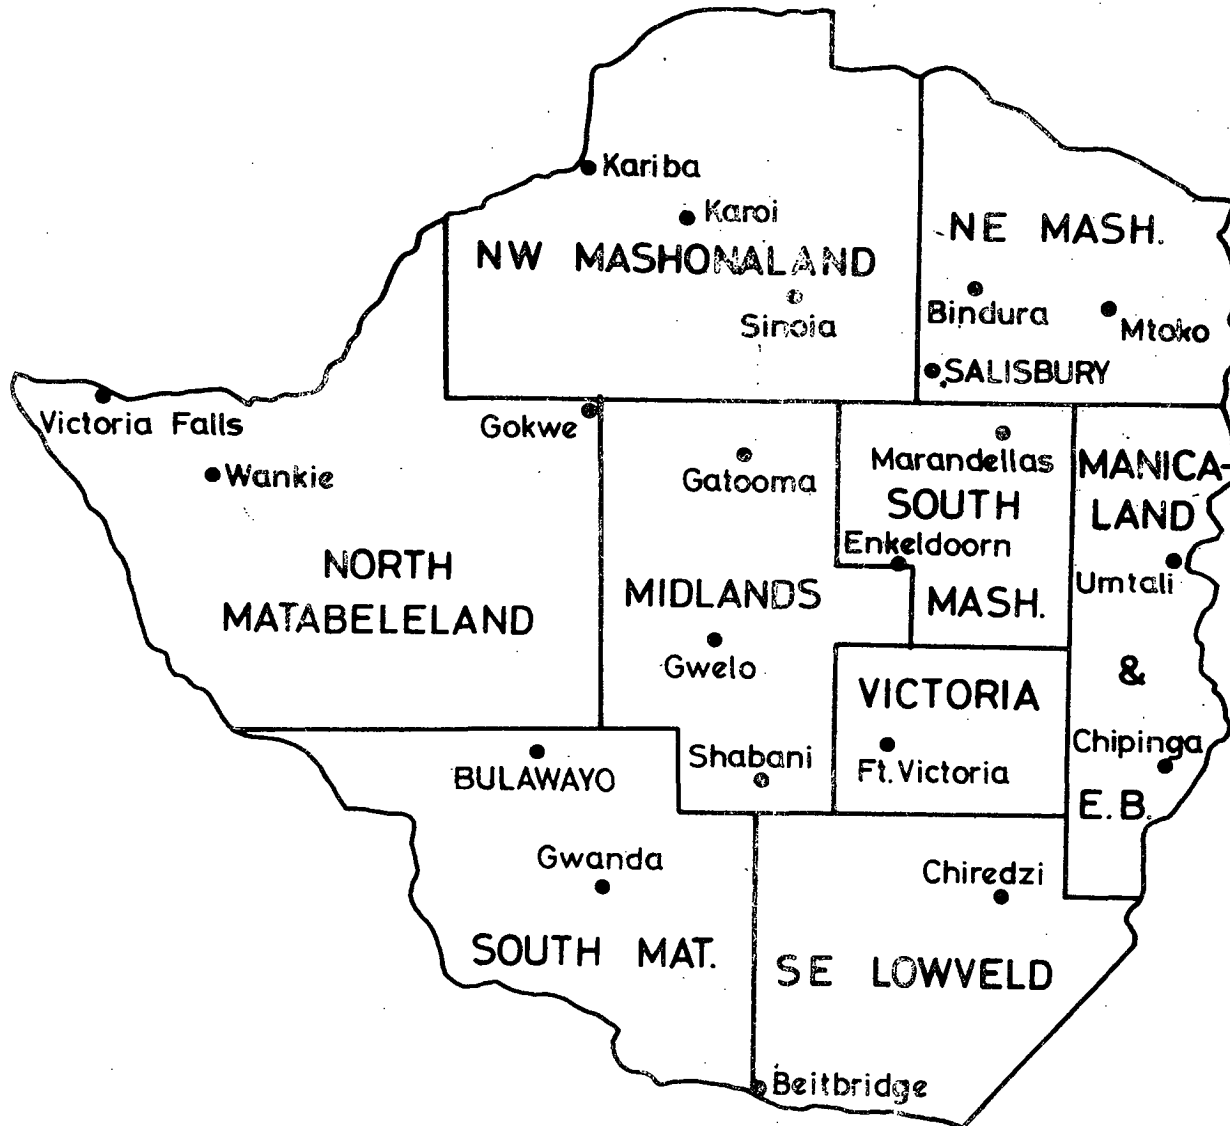 Kariba
Karoi
NW MASHONALAND
Sinoia
NE MASH.
Bindura
Mtoko
SALISBURY
Victoria Falls
Wankie
Gokwe
NORTH
MATABELELAND
Gatooma
MIDLANDS
Gwelo
Shabani
Marandellas
SOUTH
Enkeldoorn
MASH.
MANICA-
LAND
Umtali
&
Chipinga
E.B.
VICTORIA
Ft. Victoria
BULAWAYO
Gwanda
SOUTH MAT.
Chiredzi
SE LOWVELD
Beitbridge